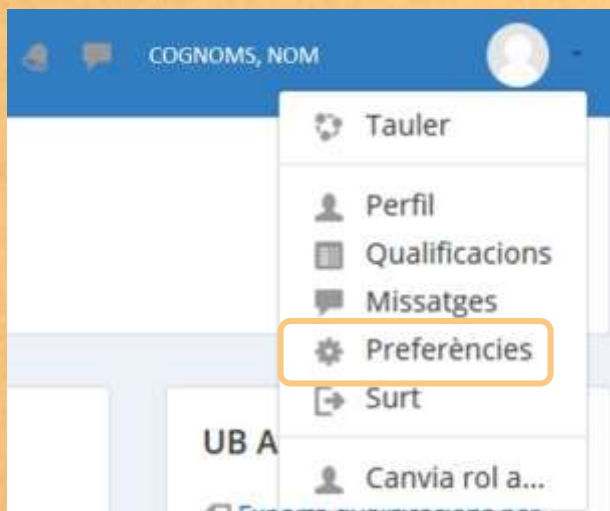 COGNOMS, NOM
Tauler
Perfil
Qualificacions
Missatges
Preferències
Surt
UB A
Canvia rol a...